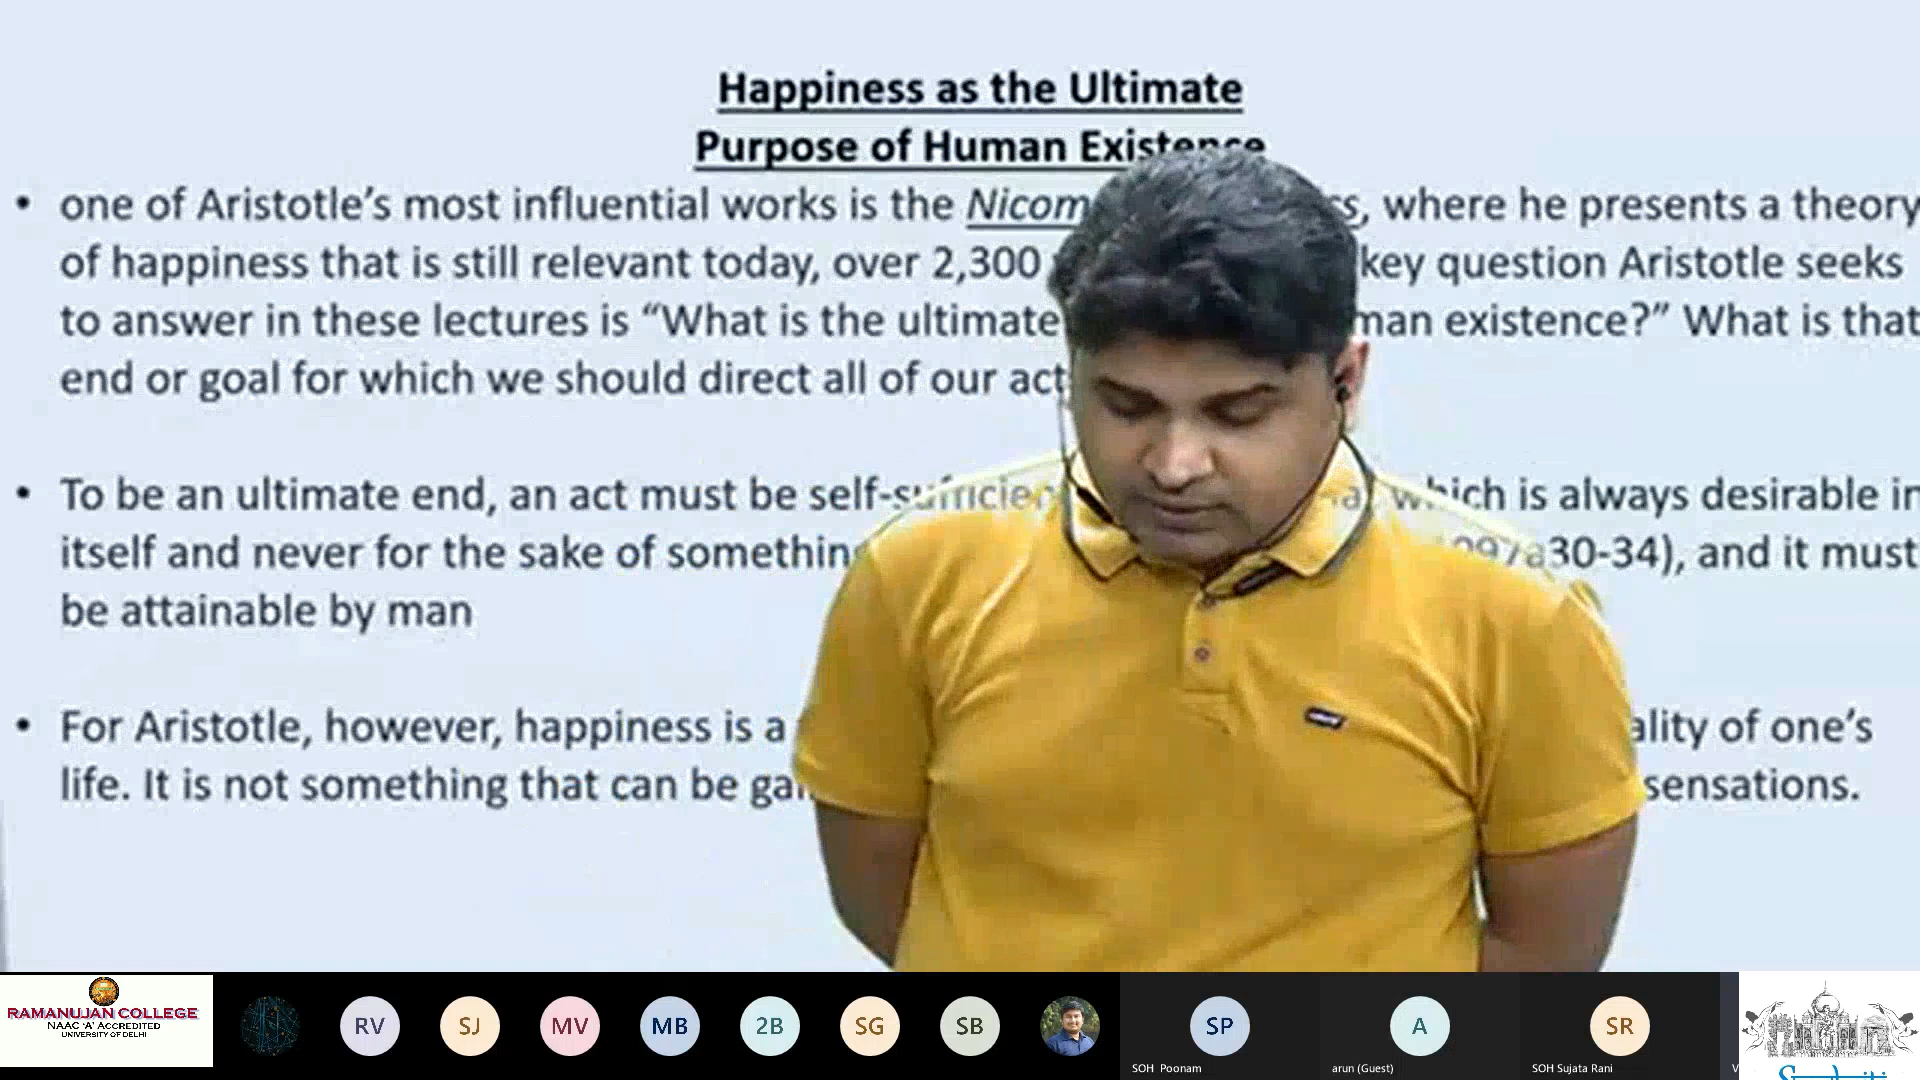 Happiness as the Ultimate
Purpose of Human Existence
• one of Aristotle’s most influential works is the Nicom s, where he presents a theory
of happiness that is still relevant today, over 2,300 key question Aristotle seeks
to answer in these lectures is “What is the ultimate man existence?” What is that
end or goal for which we should direct all of our act
• To be an ultimate end, an act must be self-sufficien which is always desirable in
itself and never for the sake of something 1097a30-34), and it must
be attainable by man
• For Aristotle, however, happiness is a ality of one’s
life. It is not something that can be gai sensations.
RAMANUJAN COLLEGE
NAAC ‘A’ ACCREDITED
UNIVERSITY OF DELHI
RV SJ MV MB 2B SG SB SP A SR
SOH Poonam arun (Guest) SOH Sujata Rani V